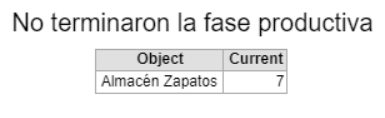 No terminaron la fase productiva
Object Current
Almacén Zapatos 7